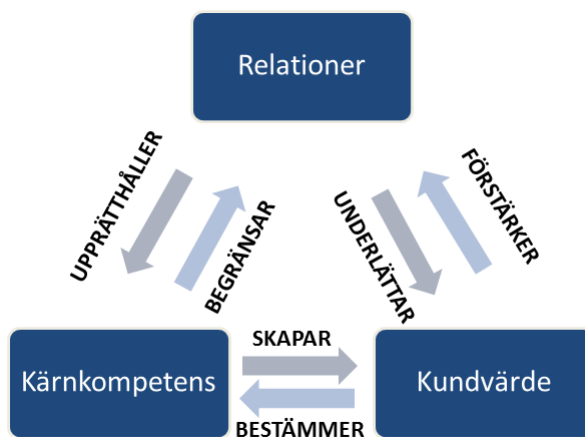 Relationer
UPPRÄTTHÅLLER
BEGRÄNSAR
UNDERLÄTTAR
FÖRSTÄRKER
SKAPAR
Kärnkompetens
Kundvärde
BESTÄMMER